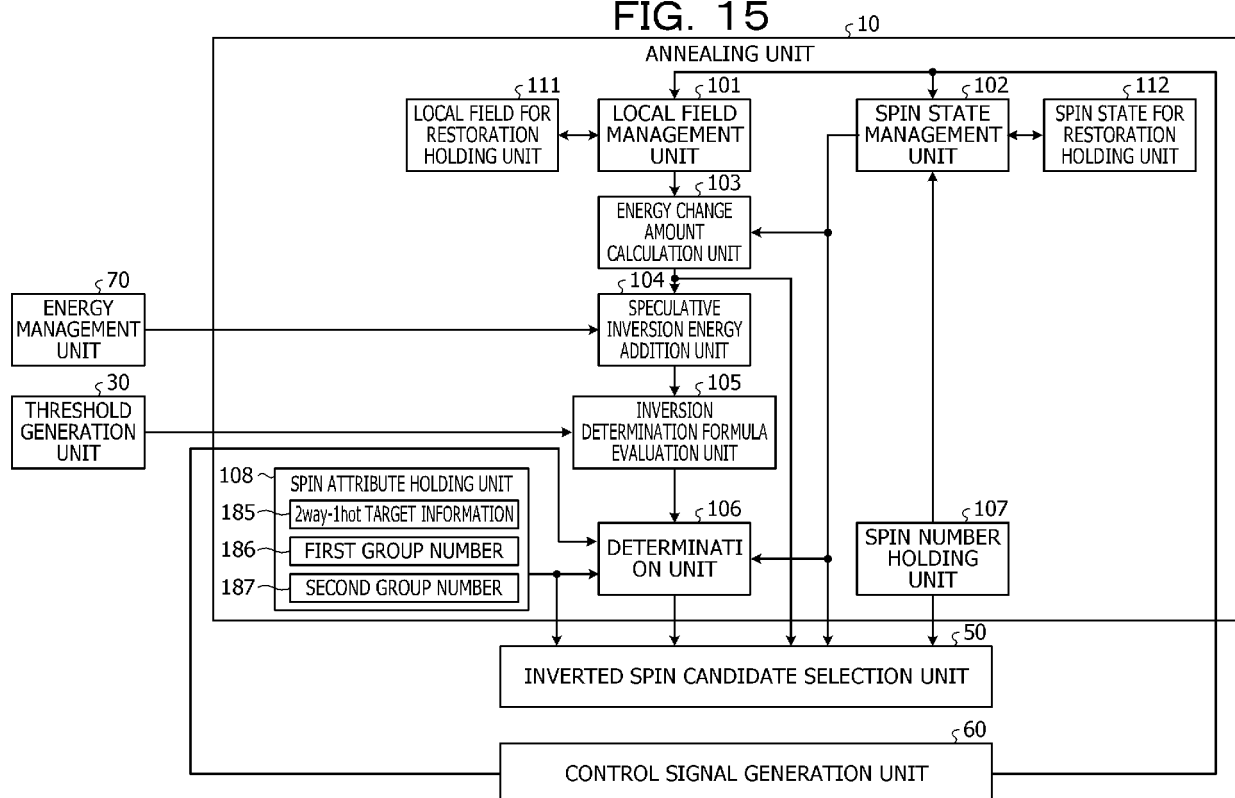 FIG. 15
10
ANNEALING UNIT
111
101
102
112
LOCAL FIELD FOR
RESTORATION
HOLDING UNIT
LOCAL FIELD
MANAGEMENT
UNIT
SPIN STATE
MANAGEMENT
UNIT
SPIN STATE FOR
RESTORATION
HOLDING UNIT
103
ENERGY CHANGE
AMOUNT
CALCULATION UNIT
70
ENERGY
MANAGEMENT
UNIT
104
SPECULATIVE
INVERSION ENERGY
ADDITION UNIT
30
THRESHOLD
GENERATION
UNIT
105
INVERSION
DETERMINATION FORMULA
EVALUATION UNIT
108
SPIN ATTRIBUTE HOLDING UNIT
185
2way-1hot TARGET INFORMATION
186
FIRST GROUP NUMBER
187
SECOND GROUP NUMBER
106
DETERMINATI
ON UNIT
107
SPIN NUMBER
HOLDING
UNIT
50
INVERTED SPIN CANDIDATE SELECTION UNIT
60
CONTROL SIGNAL GENERATION UNIT